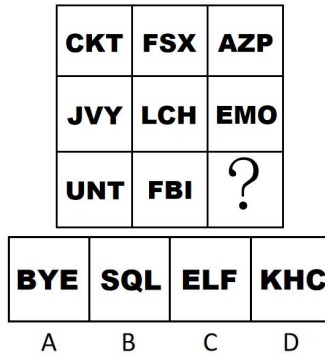 CKT FSX AZP
JVY LCH EMO
UNT FBI ?
BYE SQL ELF KHC
A B C D